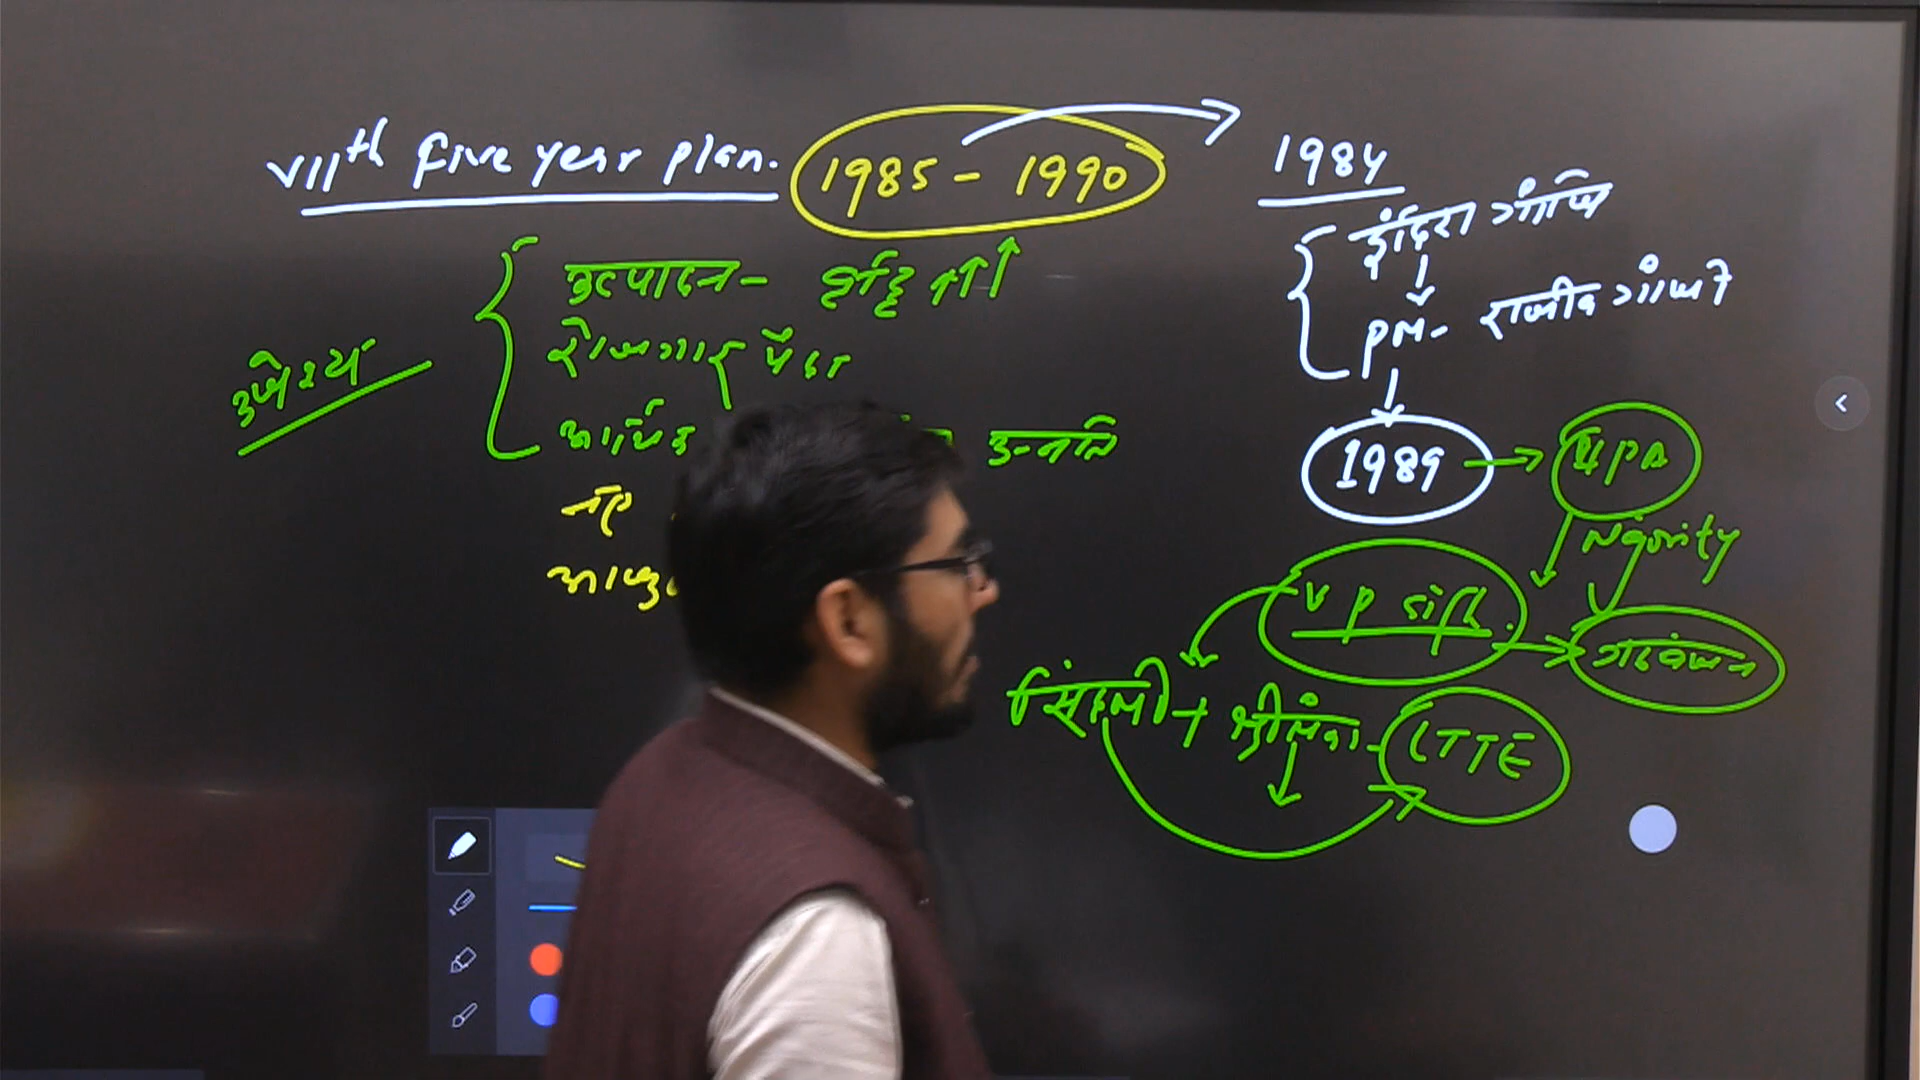 VIIth five year plan. 1985 - 1990
उत्पादन - वृद्धि
रोजगार पैदा
उद्देश्य
आर्थिक
उन्नति
1984
इंदिरा गांधी
PM - राजीव गांधी
1989
UPA
Majority
V P सिंह.
गठबंधन
सिंहली + श्रीलंका - LTTE